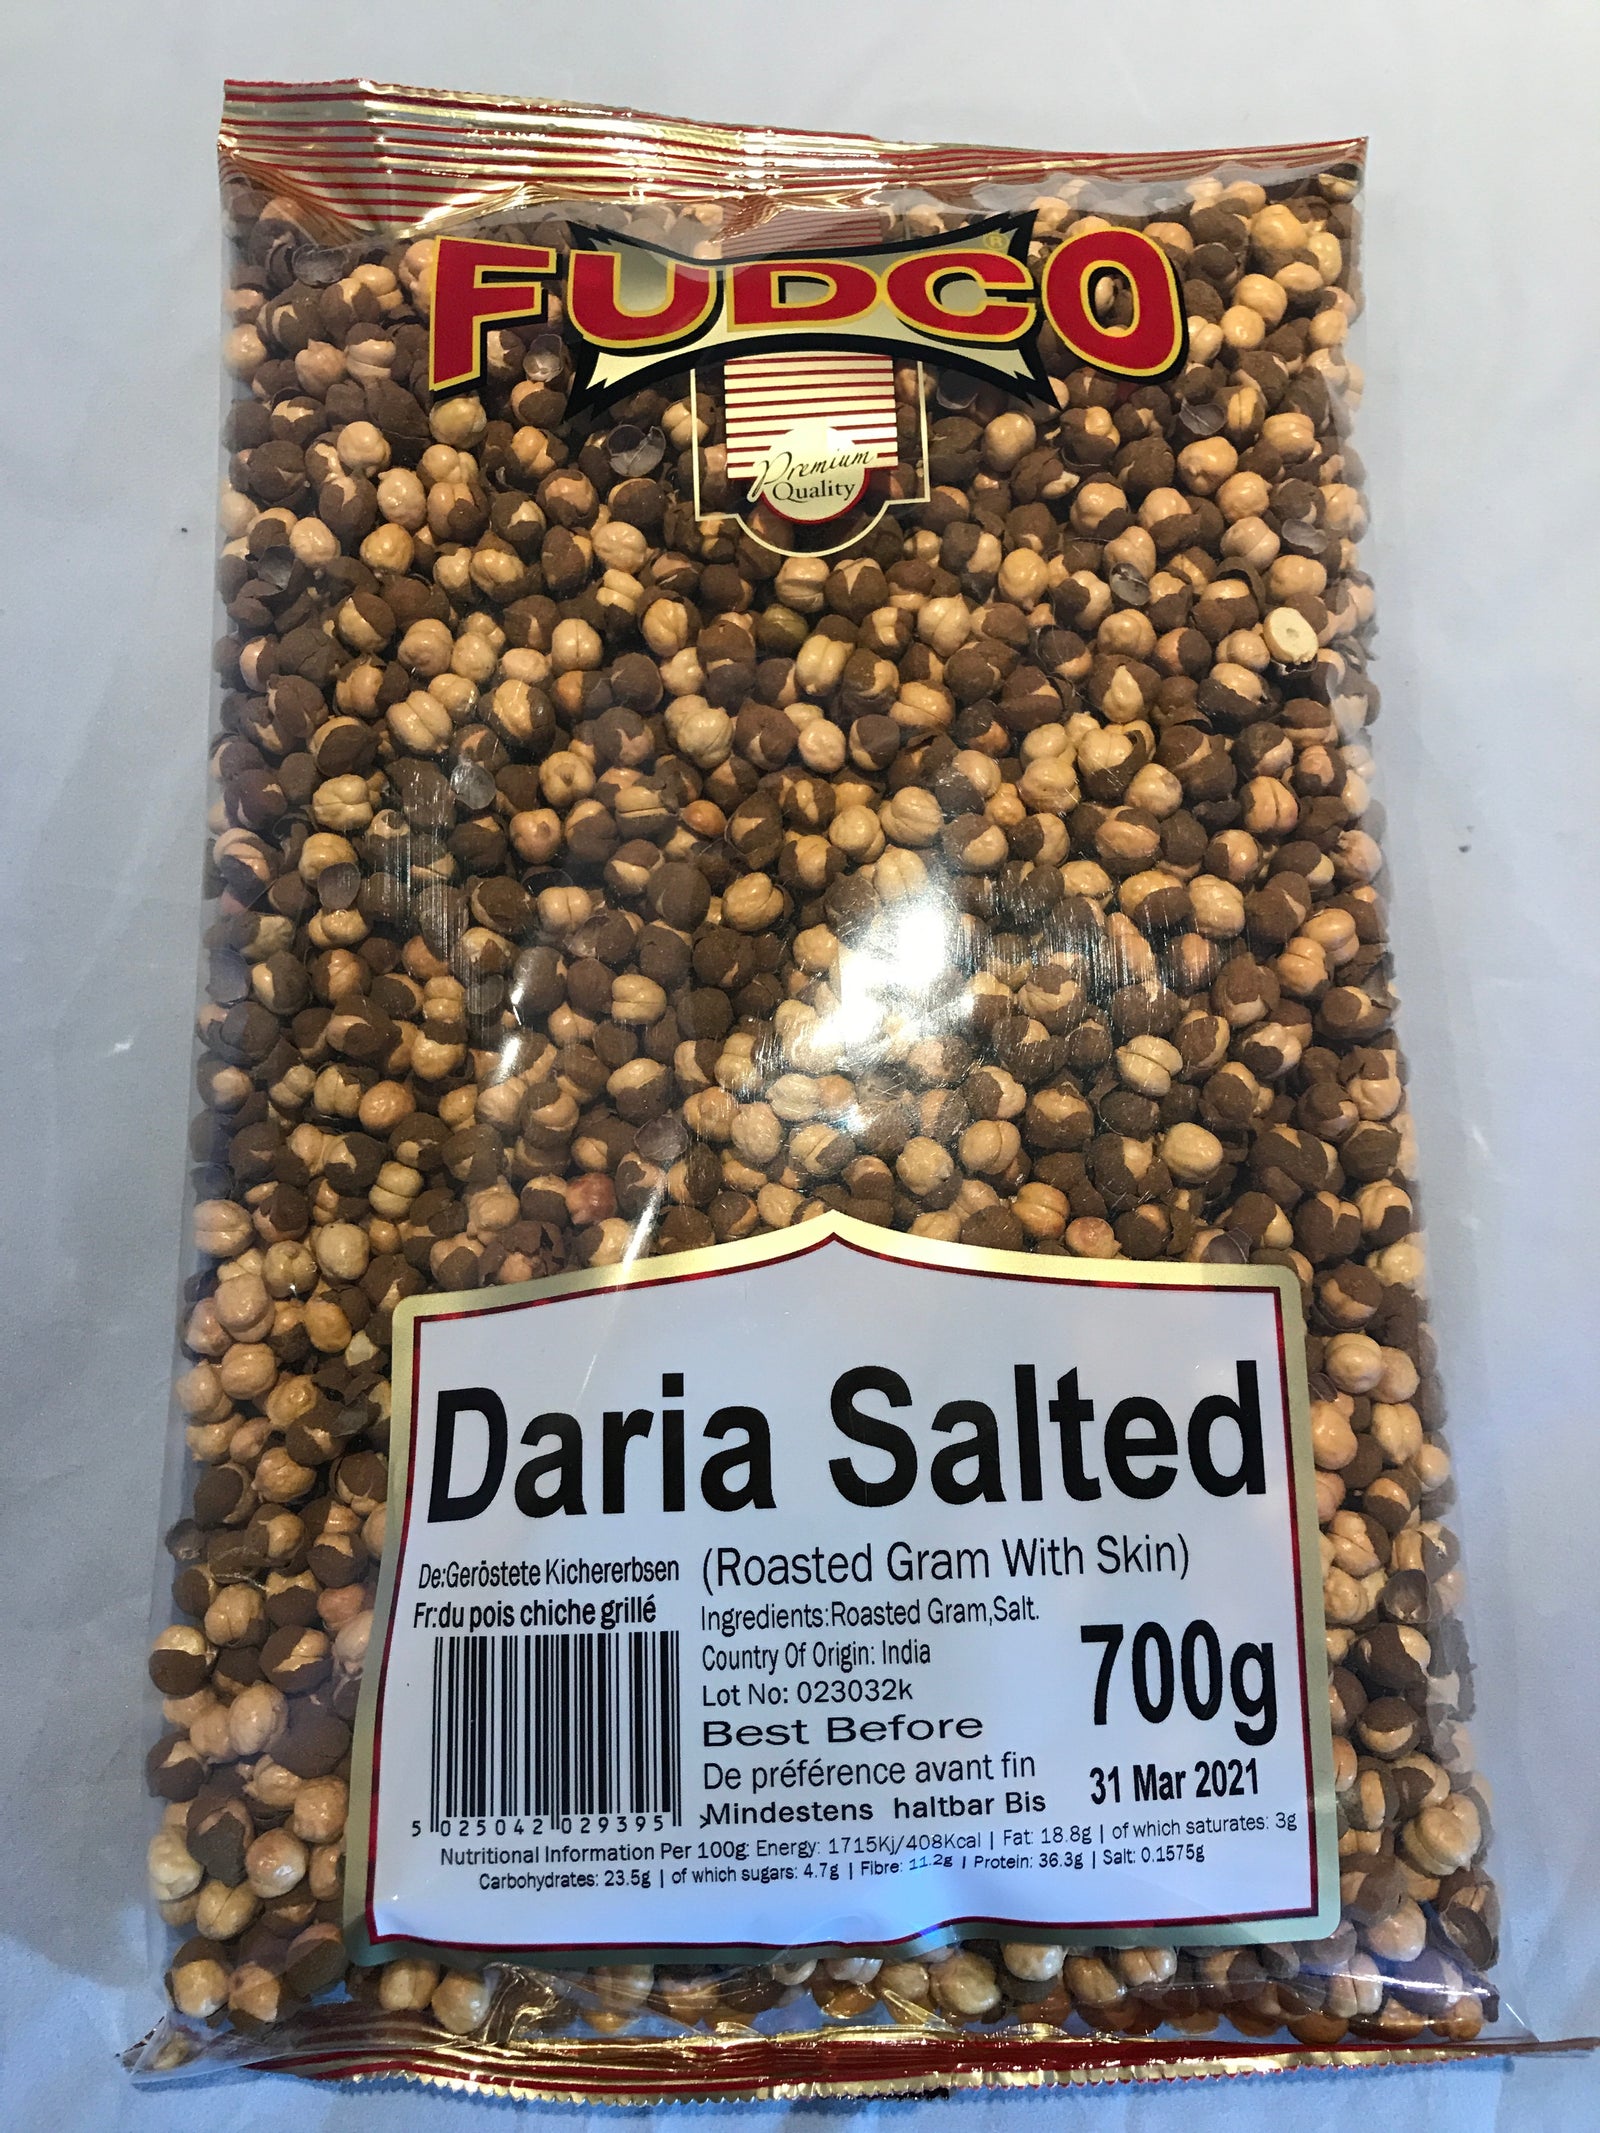 FUDCO
®
Premium
Quality
Daria Salted
(Roasted Gram With Skin)
De:Geröstete Kichererbsen
Fr:du pois chiche grillé
Ingredients:Roasted Gram,Salt.
Country Of Origin: India
Lot No: 023032k
700g
Best Before
De préférence avant fin
Mindestens haltbar Bis
31 Mar 2021
5 025042 029395
Nutritional Information Per 100g: Energy: 1715Kj/408Kcal | Fat: 18.8g | of which saturates: 3g
Carbohydrates: 23.5g | of which sugars: 4.7g | Fibre: 11.2g | Protein: 36.3g | Salt: 0.1575g